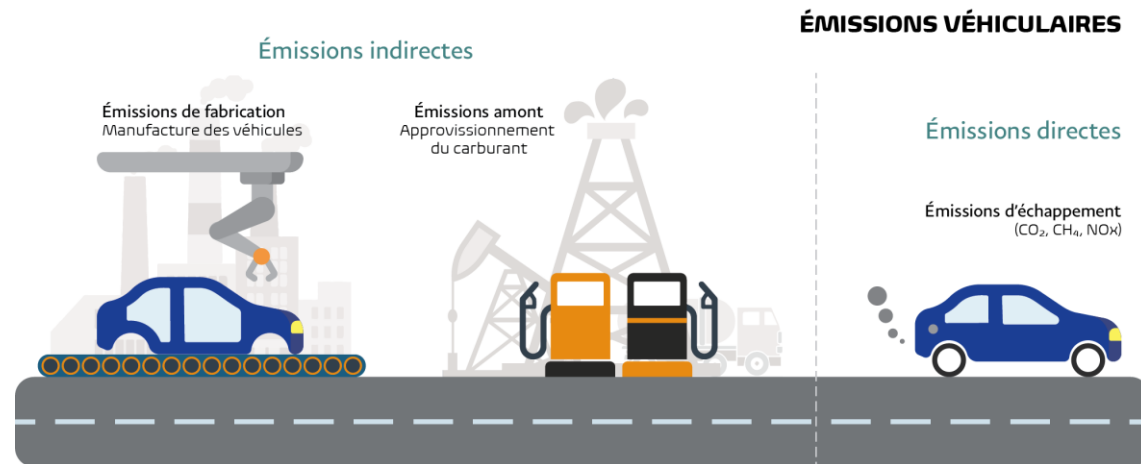 ÉMISSIONS VÉHICULAIRES
Émissions indirectes
Émissions de fabrication
Manufacture des véhicules
Émissions amont
Approvissionnement
du carburant
Émissions directes
Émissions d'échappement
(CO₂, CH₄, NOx)